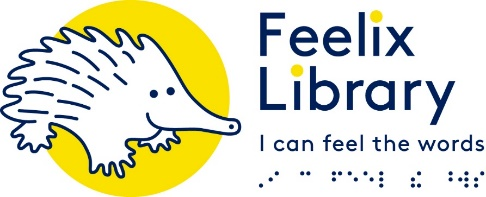 Feelix
Library
I can feel the words
⠠⠊ ⠉ ⠋⠑⠑⠇ ⠮ ⠘⠺⠎